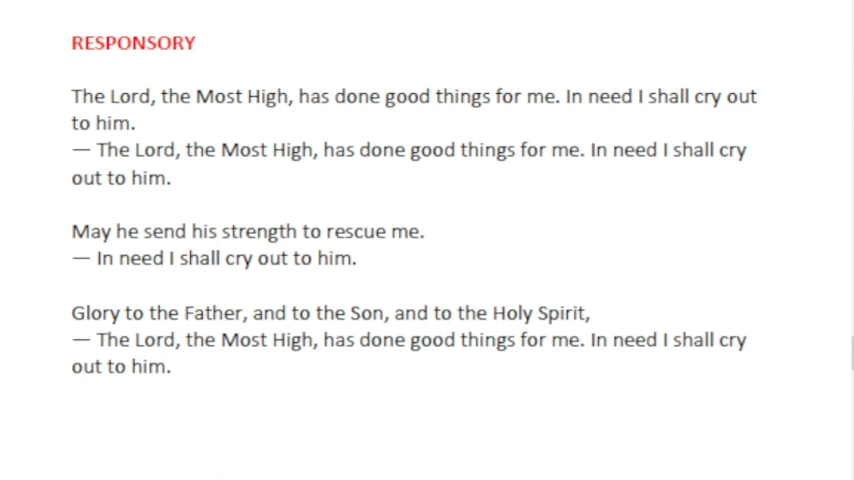 RESPONSORY
The Lord, the Most High, has done good things for me. In need I shall cry out
to him.
— The Lord, the Most High, has done good things for me. In need I shall cry
out to him.
May he send his strength to rescue me.
— In need I shall cry out to him.
Glory to the Father, and to the Son, and to the Holy Spirit,
— The Lord, the Most High, has done good things for me. In need I shall cry
out to him.